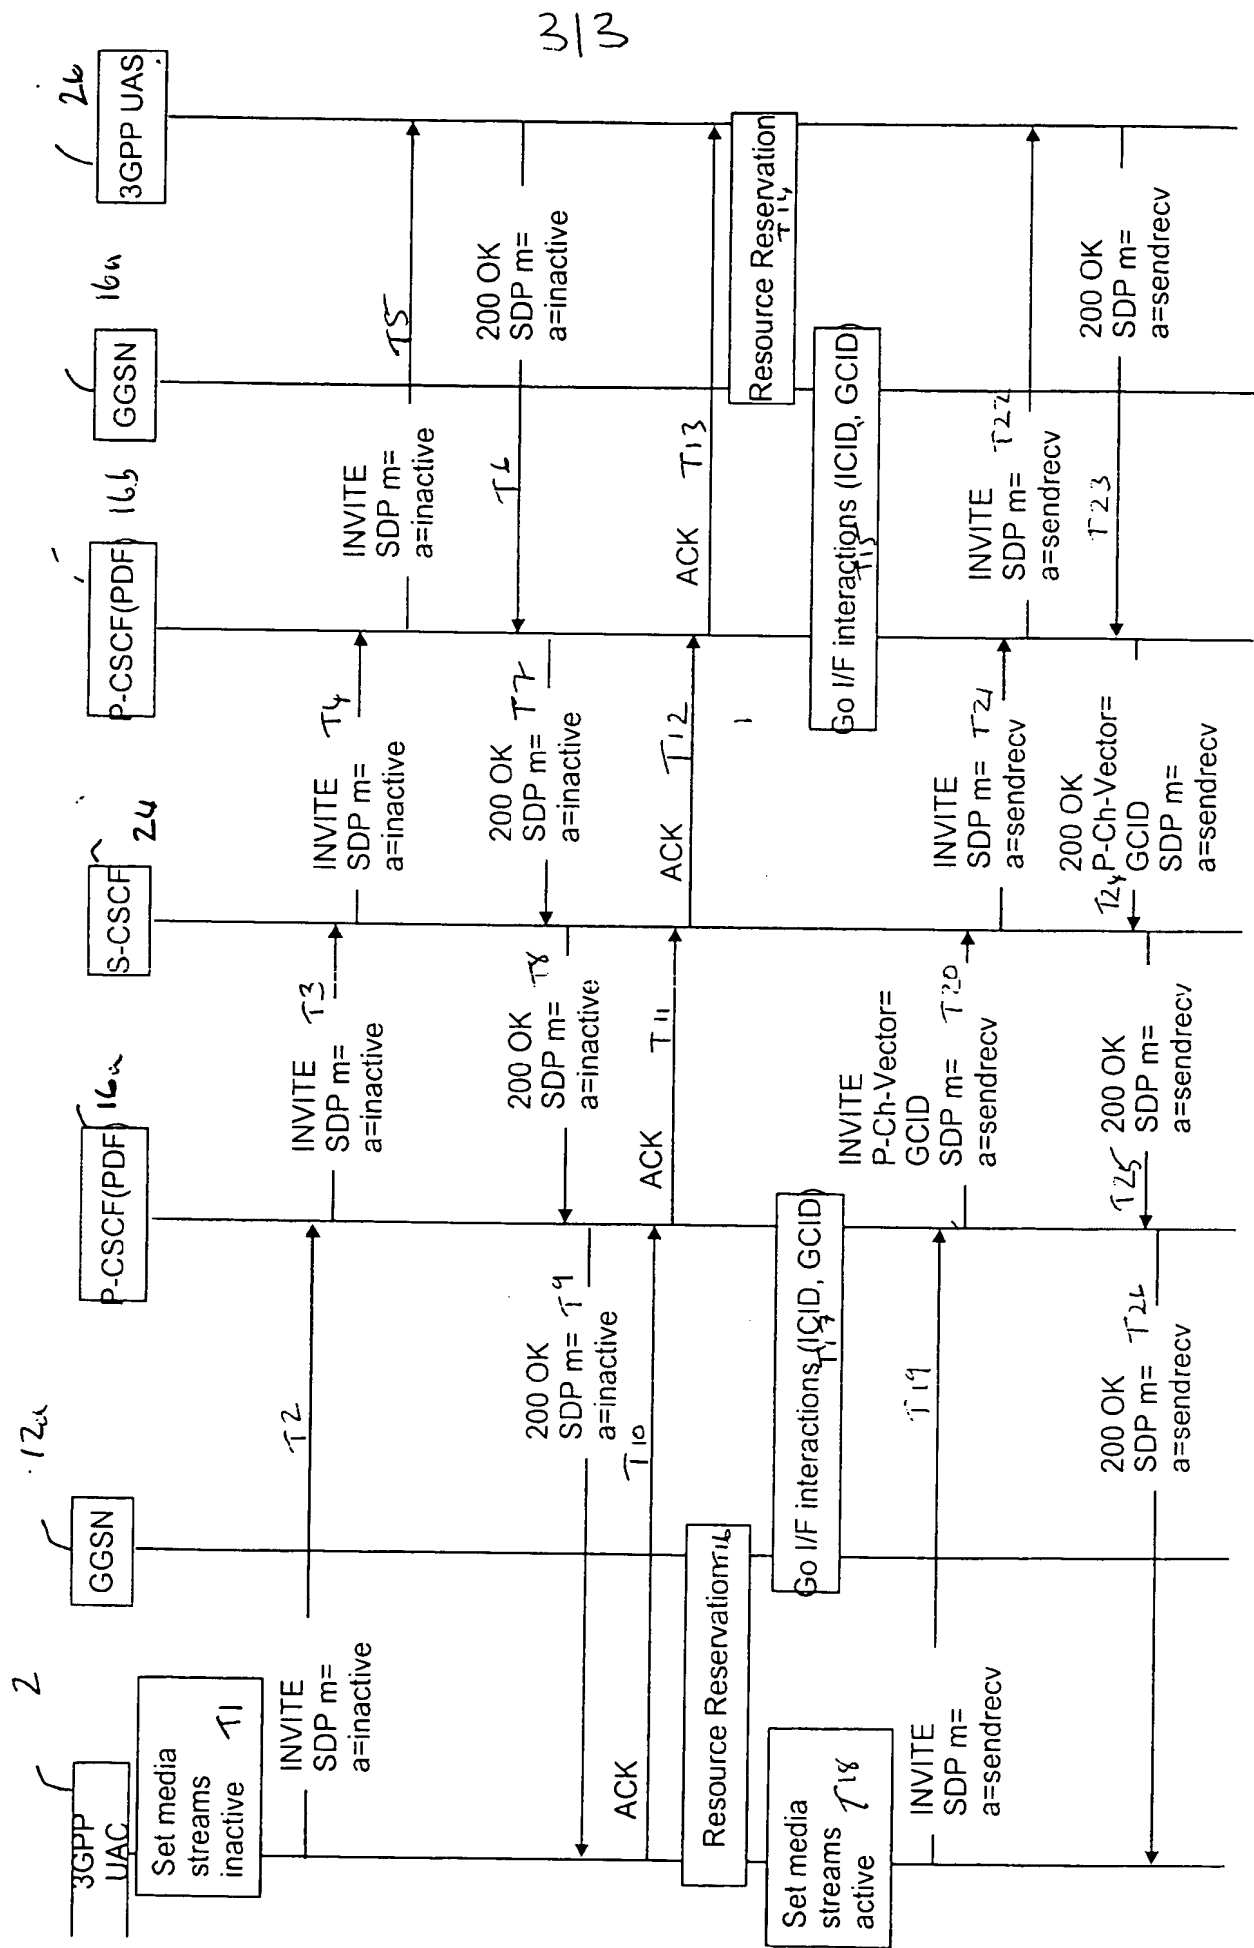 3/3
2
3GPP
UAC
12a
GGSN
16a
P-CSCF(PDF)
24
S-CSCF
16b
P-CSCF(PDF)
16a
GGSN
26
3GPP UAS
Set media
streams
inactive
T1
INVITE
SDP m=
a=inactive
T2
INVITE
SDP m= T3
a=inactive
INVITE
SDP m= T4
a=inactive
INVITE
SDP m=
a=inactive
T5
200 OK
SDP m=
a=inactive
T6
200 OK
SDP m= T7
a=inactive
200 OK
SDP m= T8
a=inactive
200 OK
SDP m= T9
a=inactive
ACK
T10
ACK
T11
ACK
T12
ACK
T13
Resource Reservation
T14
Go I/F interactions (ICID, GCID)
T15
Resource Reservation T16
Go I/F interactions (ICID, GCID)
T17
Set media
streams T18
active
INVITE
SDP m=
a=sendrecv
T19
INVITE
P-Ch-Vector=
GCID
SDP m= T20
a=sendrecv
INVITE
SDP m= T21
a=sendrecv
INVITE
SDP m= T22
a=sendrecv
200 OK
SDP m=
a=sendrecv
T23
200 OK
T24 P-Ch-Vector=
GCID
SDP m=
a=sendrecv
T25
200 OK
SDP m=
a=sendrecv
200 OK
SDP m= T26
a=sendrecv